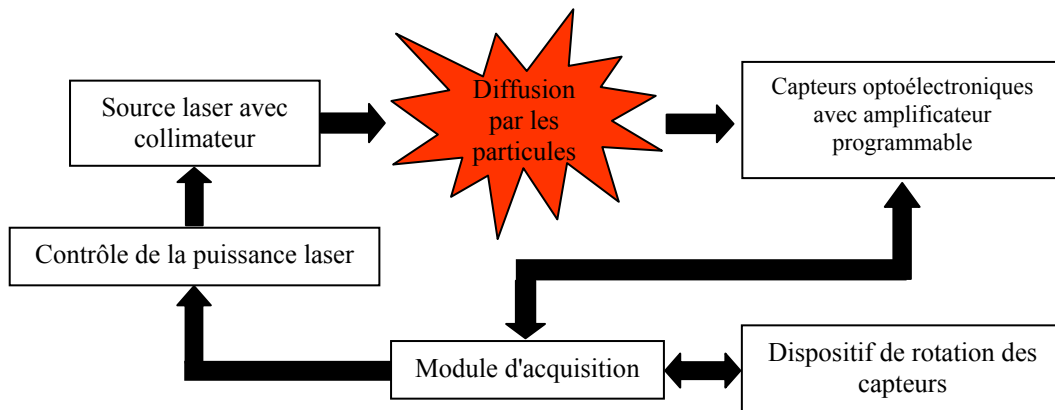 Source laser avec
collimateur
Diffusion
par les
particules
Capteurs optoélectroniques
avec amplificateur
programmable
Contrôle de la puissance laser
Module d'acquisition
Dispositif de rotation des
capteurs